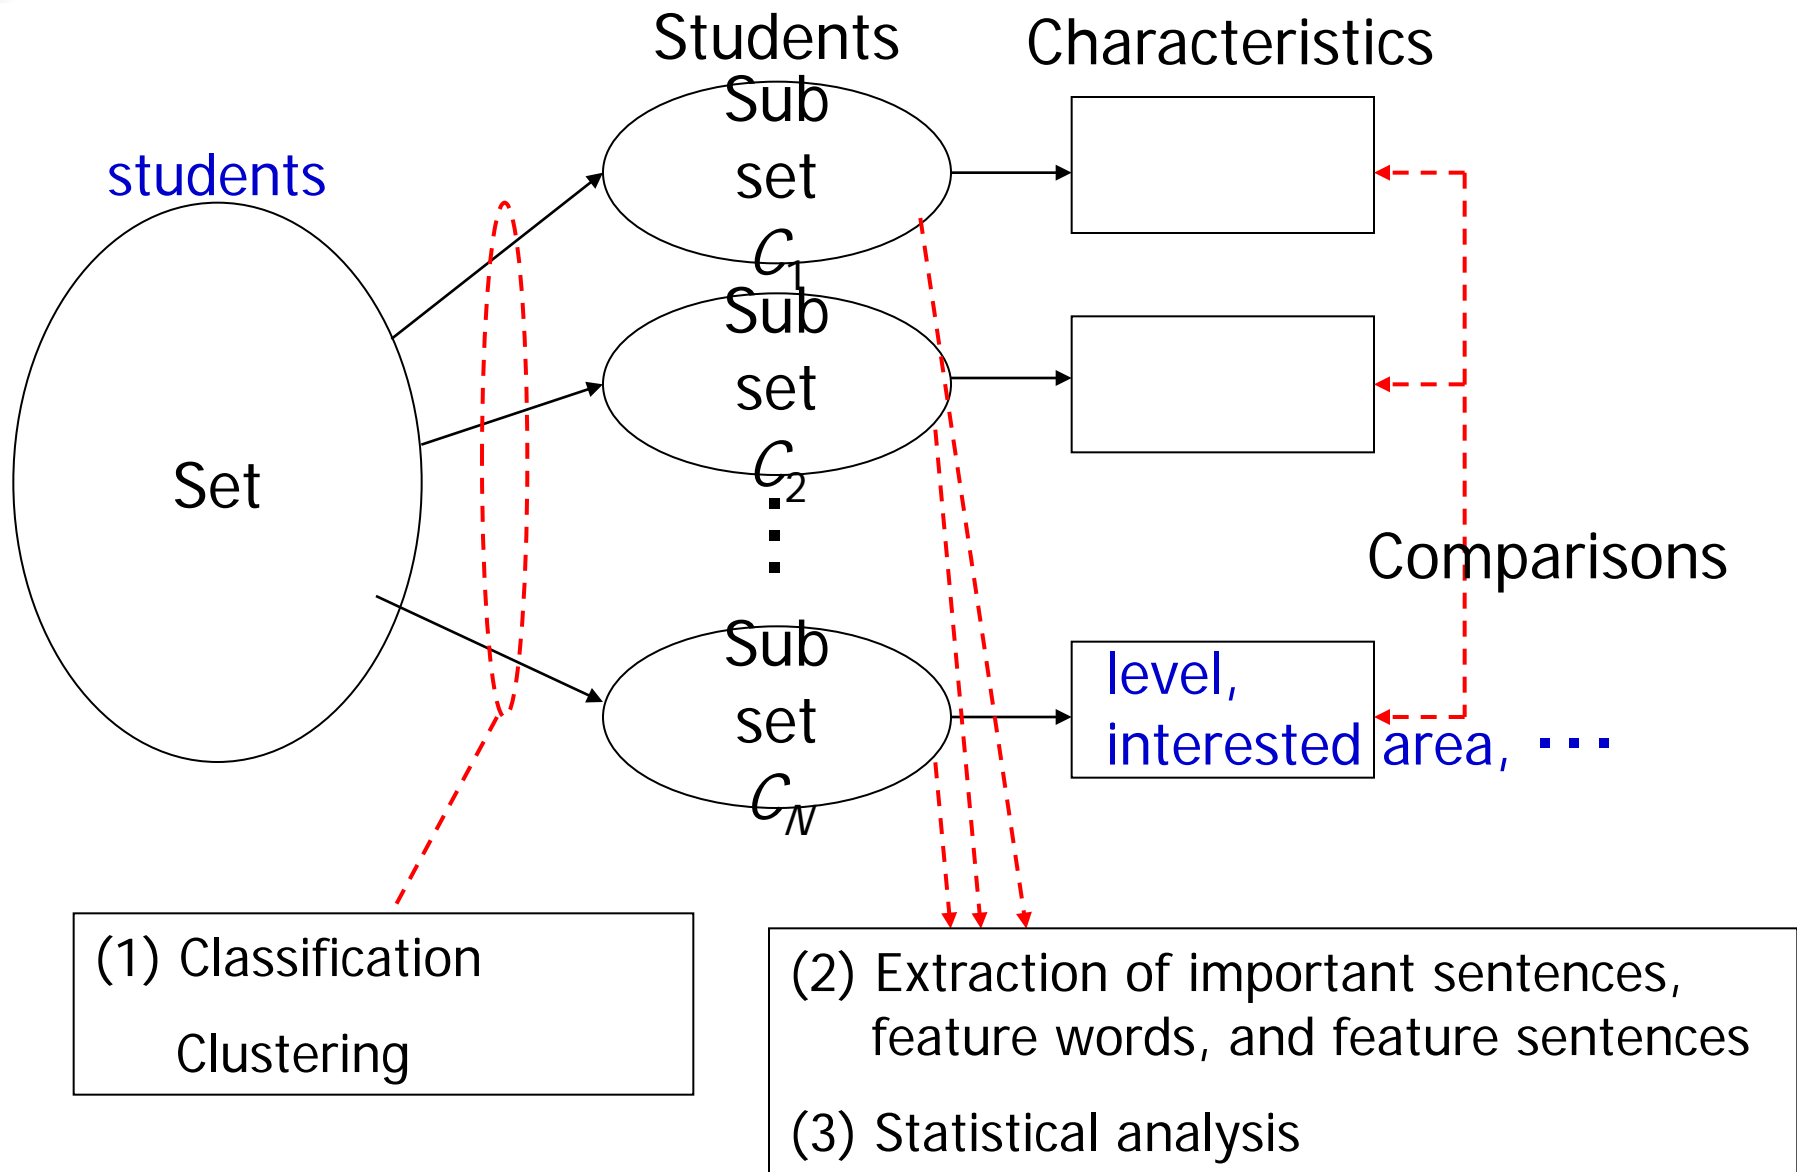 Students
Characteristics
students
Set
Sub
set
C1
Sub
set
C2
⋮
Sub
set
CN
Comparisons
level,
interested area, ⋯
(1) Classification
Clustering
(2) Extraction of important sentences,
feature words, and feature sentences
(3) Statistical analysis